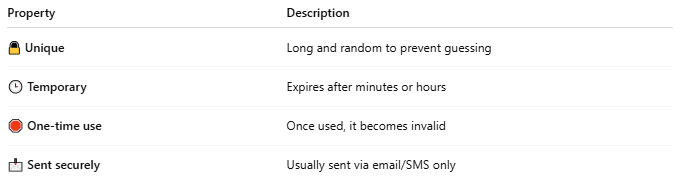 Property Description
Unique Long and random to prevent guessing
Temporary Expires after minutes or hours
One-time use Once used, it becomes invalid
Sent securely Usually sent via email/SMS only